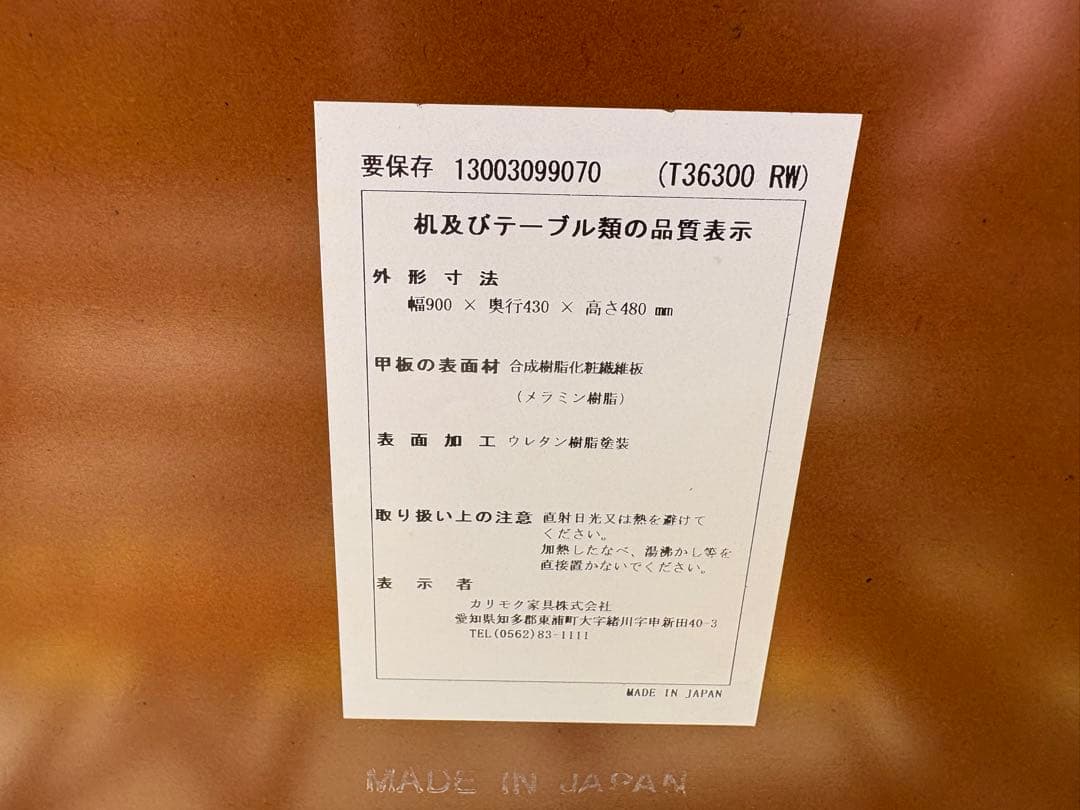 要保存 13003099070 (T36300 RW)
机及びテーブル類の品質表示
外形寸法
幅900 × 奥行430 × 高さ480 mm
甲板の表面材 合成樹脂化粧繊維板
(メラミン樹脂)
表面加工 ウレタン樹脂塗装
取り扱い上の注意 直射日光又は熱を避けて
ください。
加熱したなべ、湯沸かし等を
直接置かないでください。
表示者
カリモク家具株式会社
愛知県知多郡東浦町大字緒川字申新田40-3
TEL(0562)83-1111
MADE IN JAPAN
MADE IN JAPAN